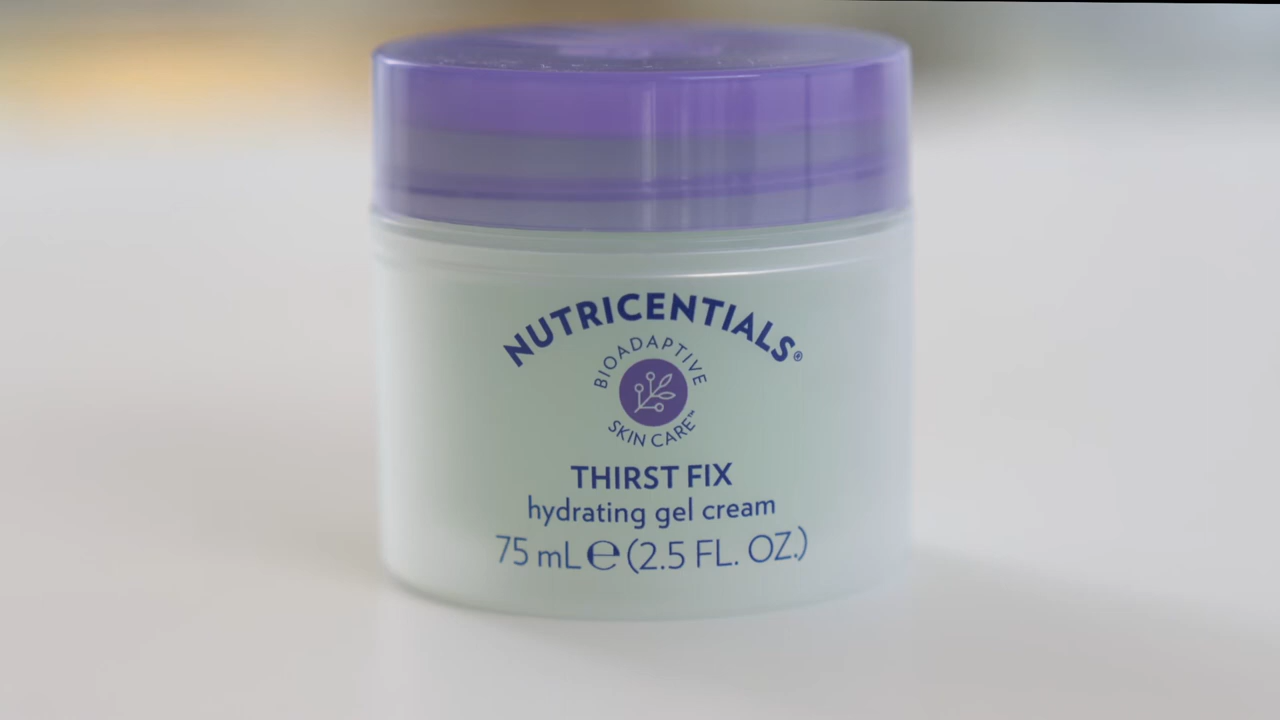 NUTRICENTIALS®
BIOADAPTIVE
SKIN CARE™
THIRST FIX
hydrating gel cream
75 mL ℮ (2.5 FL. OZ.)